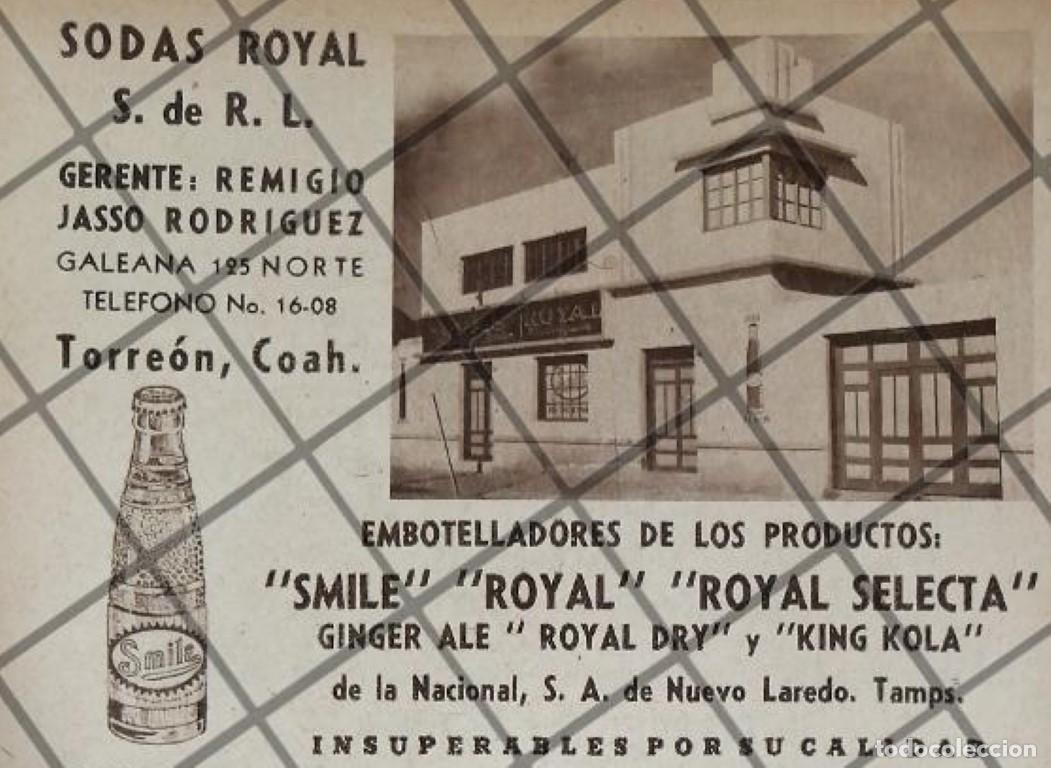 SODAS ROYAL
S. de R. L.
GERENTE: REMIGIO
JASSO RODRIGUEZ
GALEANA 125 NORTE
TELEFONO No. 16-08
Torreón, Coah.
ROYAL
Smile
EMBOTELLADORES DE LOS PRODUCTOS:
"SMILE" "ROYAL" "ROYAL SELECTA"
GINGER ALE "ROYAL DRY" y "KING KOLA"
de la Nacional, S. A. de Nuevo Laredo. Tamps.
INSUPERABLES POR SU CALIDAD
todocoleccion